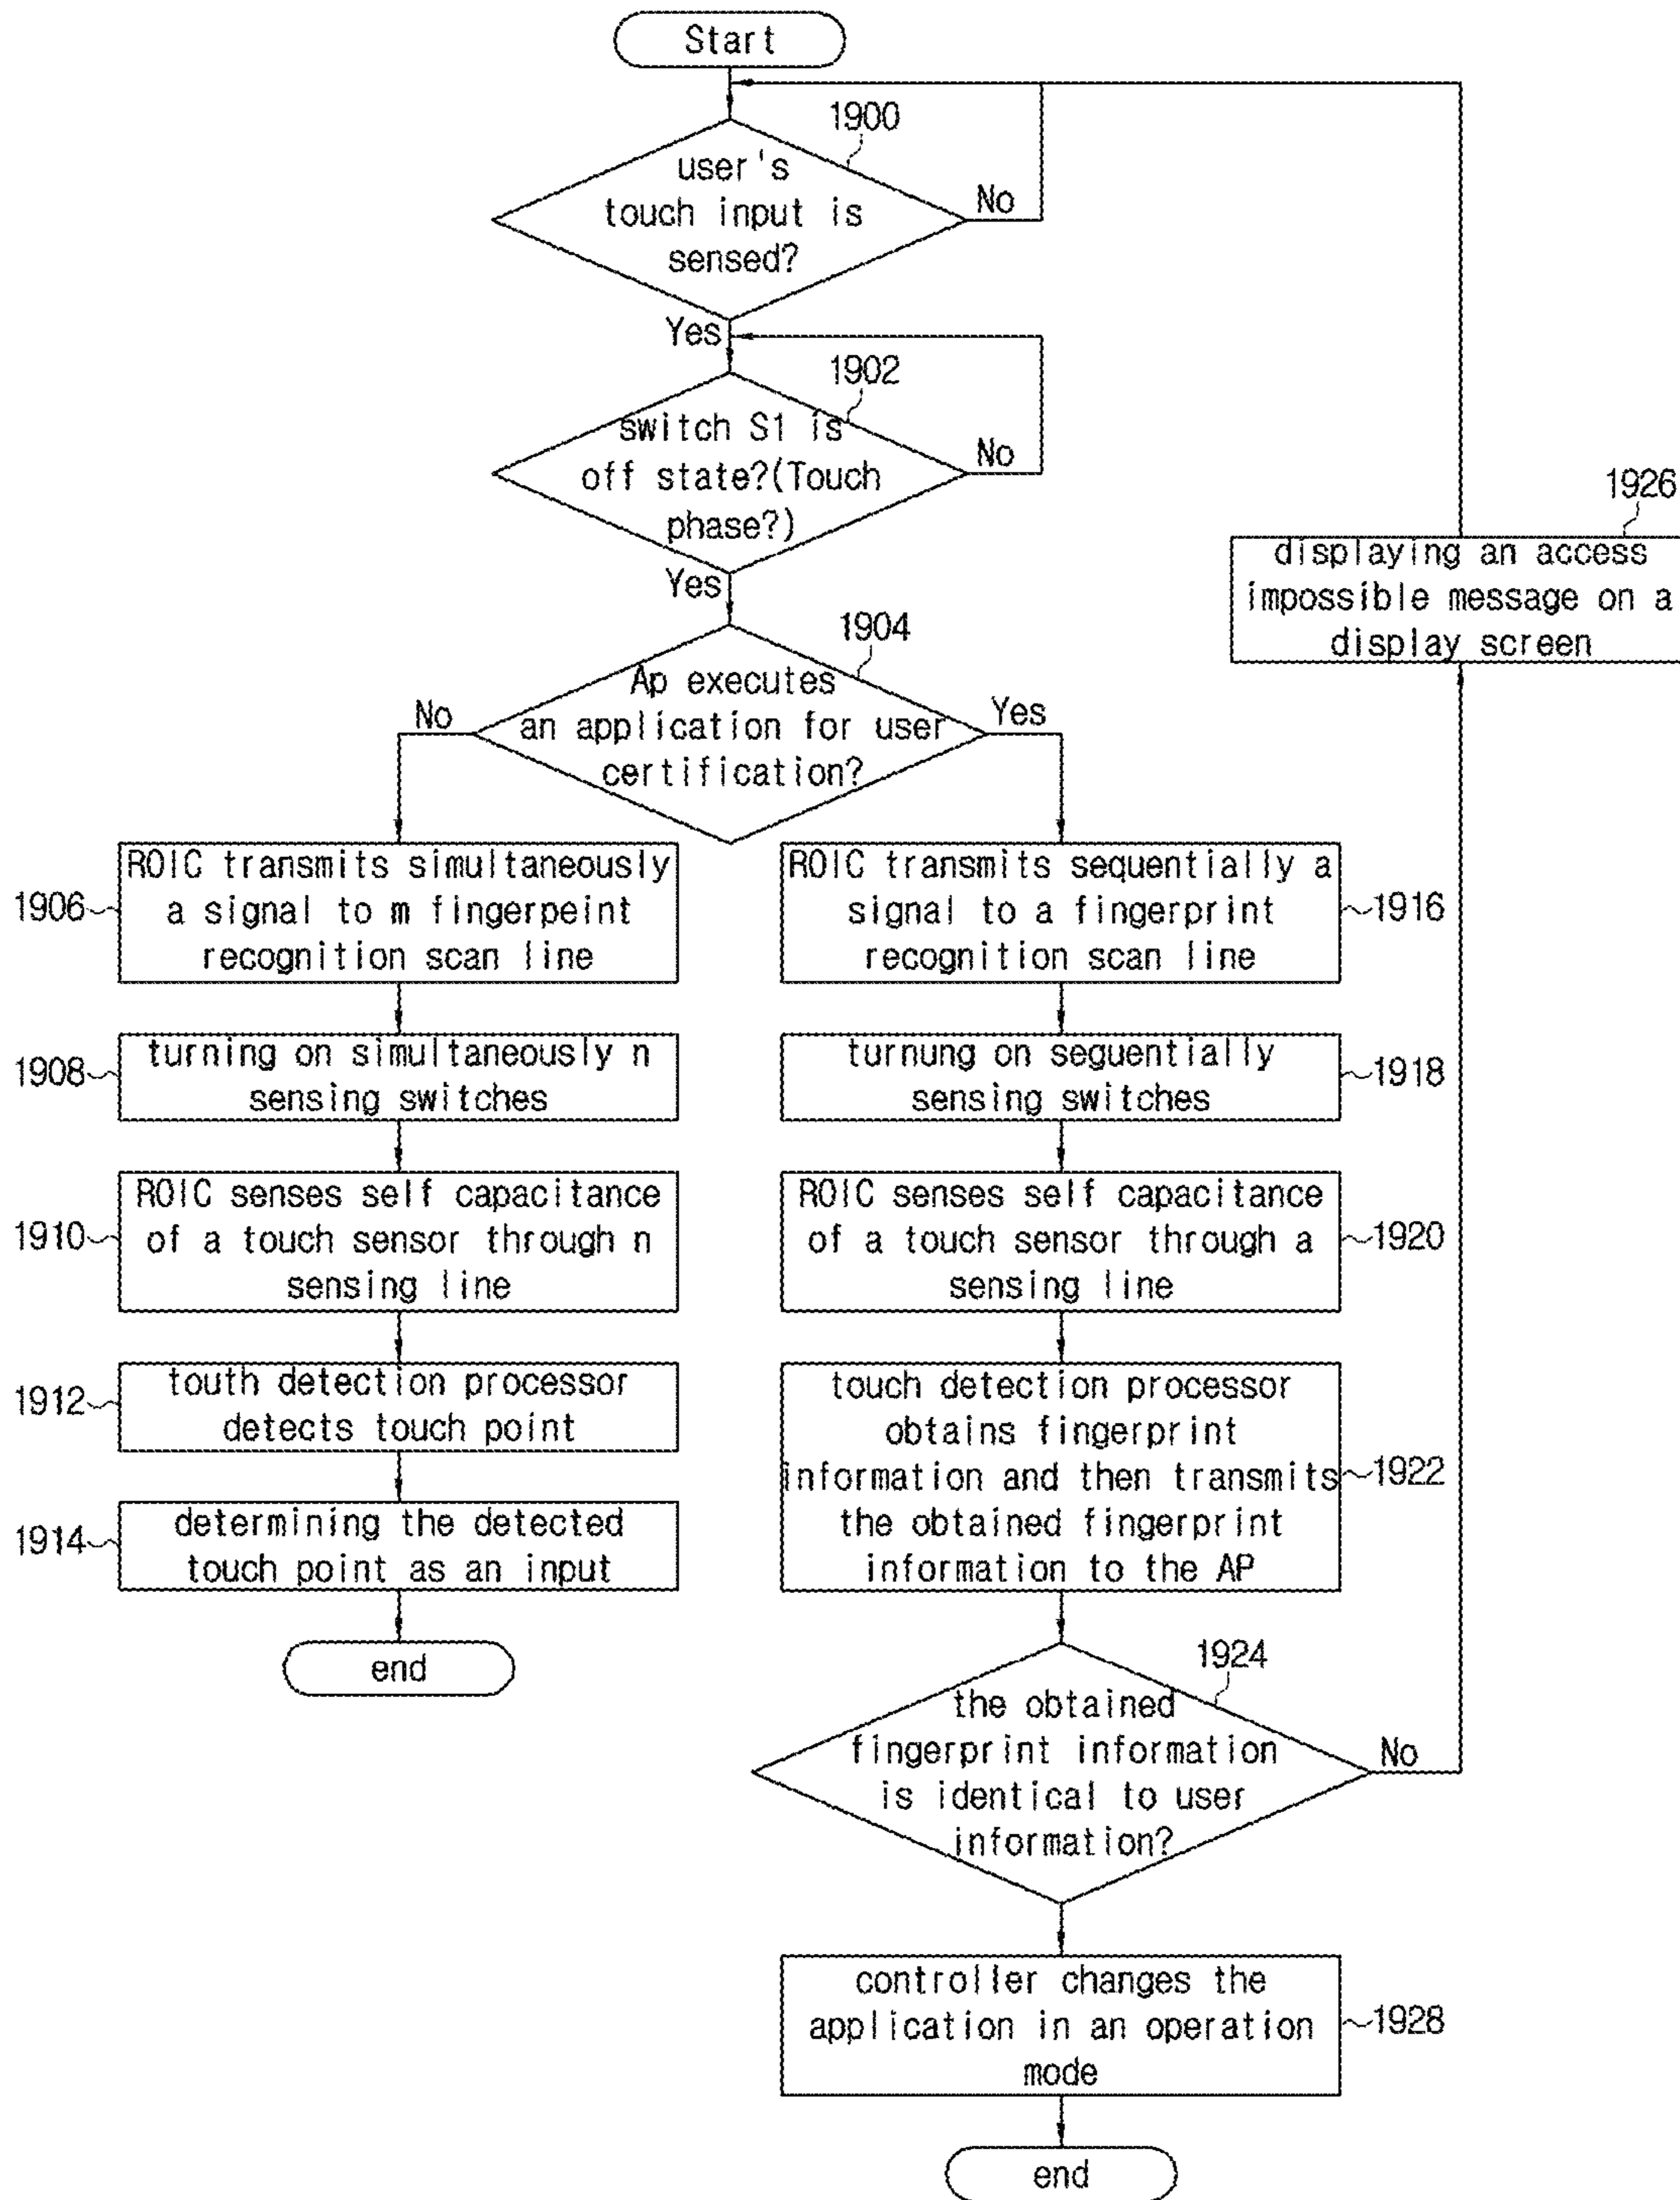 Start
1900
user's
touch input is
sensed?
No
Yes
1902
switch S1 is
off state?(Touch
phase?)
No
Yes
1904
Ap executes
an application for user
certification?
No
Yes
1906
ROIC transmits simultaneously
a signal to m fingerpeint
recognition scan line
1908
turning on simultaneously n
sensing switches
1910
ROIC senses self capacitance
of a touch sensor through n
sensing line
1912
touth detection processor
detects touch point
1914
determining the detected
touch point as an input
end
ROIC transmits sequentially a
signal to a fingerprint
recognition scan line
1916
turnung on seguentially
sensing switches
1918
ROIC senses self capacitance
of a touch sensor through a
sensing line
1920
touch detection processor
obtains fingerprint
information and then transmits
the obtained fingerprint
information to the AP
1922
1924
the obtained
fingerprint information
is identical to user
information?
No
1926
displaying an access
impossible message on a
display screen
controller changes the
application in an operation
mode
1928
end